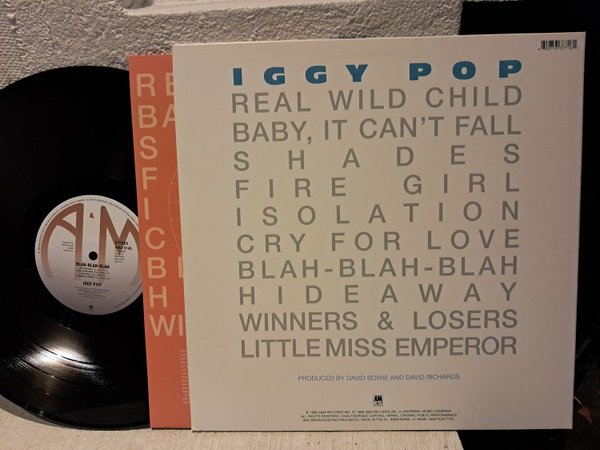 IGGY POP
REAL WILD CHILD
BABY, IT CAN'T FALL
SHADES
FIRE GIRL
ISOLATION
CRY FOR LOVE
BLAH-BLAH-BLAH
HIDEAWAY
WINNERS & LOSERS
LITTLE MISS EMPEROR
PRODUCED BY DAVID BOWIE AND DAVID RICHARDS
RE
BA
S
FI
I
C
B
H
WI
A&M
STEREO
BLAH-BLAH-BLAH
IGGY POP